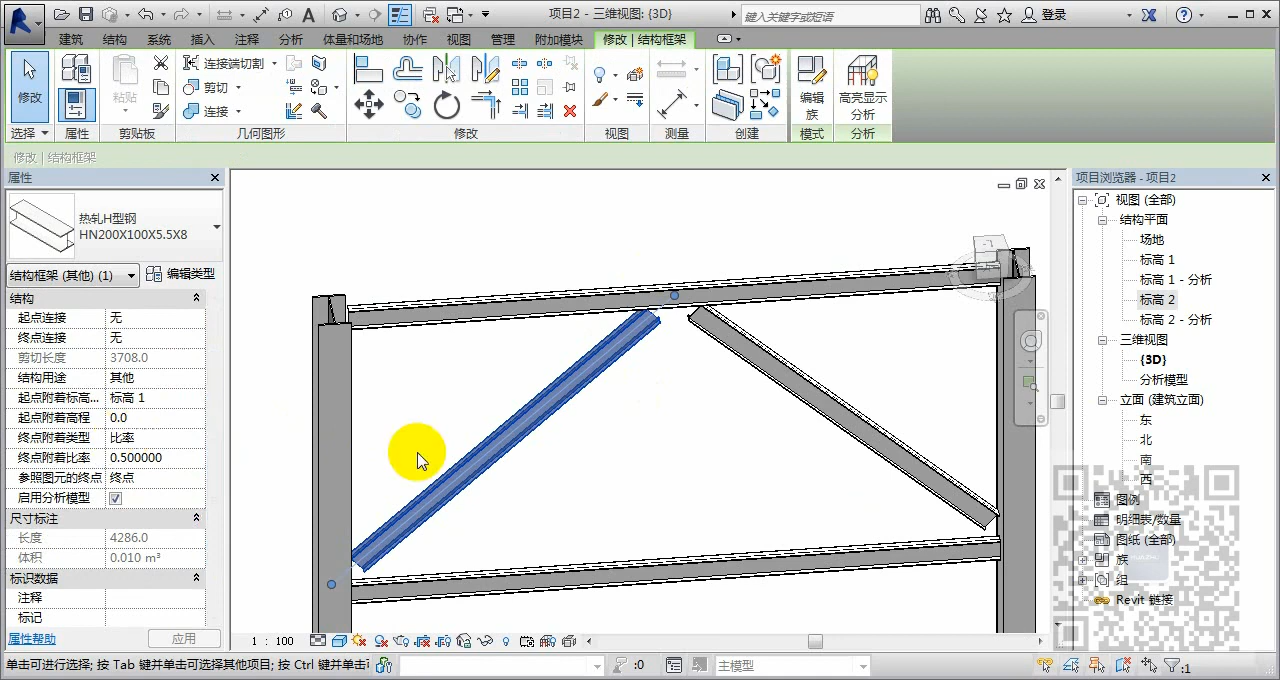 项目2 - 三维视图: {3D}
键入关键字或短语
登录
建筑 结构 系统 插入 注释 分析 体量和场地 协作 视图 管理 附加模块 修改 | 结构框架
修改
粘贴
连接端切割
剪切
连接
编辑族
高亮显示分析
选择 属性 剪贴板 几何图形 修改 视图 测量 创建 模式 分析
修改 | 结构框架
属性
热轧H型钢
HN200X100X5.5X8
结构框架 (其他) (1) 编辑类型
结构
起点连接 无
终点连接 无
剪切长度 3708.0
结构用途 其他
起点附着标高... 标高 1
起点附着高程 0.0
终点附着类型 比率
终点附着比率 0.500000
参照图元的终点 终点
启用分析模型
尺寸标注
长度 4286.0
体积 0.010 m³
标识数据
注释
标记
属性帮助 应用
项目浏览器 - 项目2
视图 (全部)
结构平面
场地
标高 1
标高 1 - 分析
标高 2
标高 2 - 分析
三维视图
{3D}
分析模型
立面 (建筑立面)
东
北
南
西
图例
明细表/数量
图纸 (全部)
族
组
Revit 链接
1 : 100
单击可进行选择; 按 Tab 键并单击可选择其他项目; 按 Ctrl 键并单击i
:0
主模型
:1